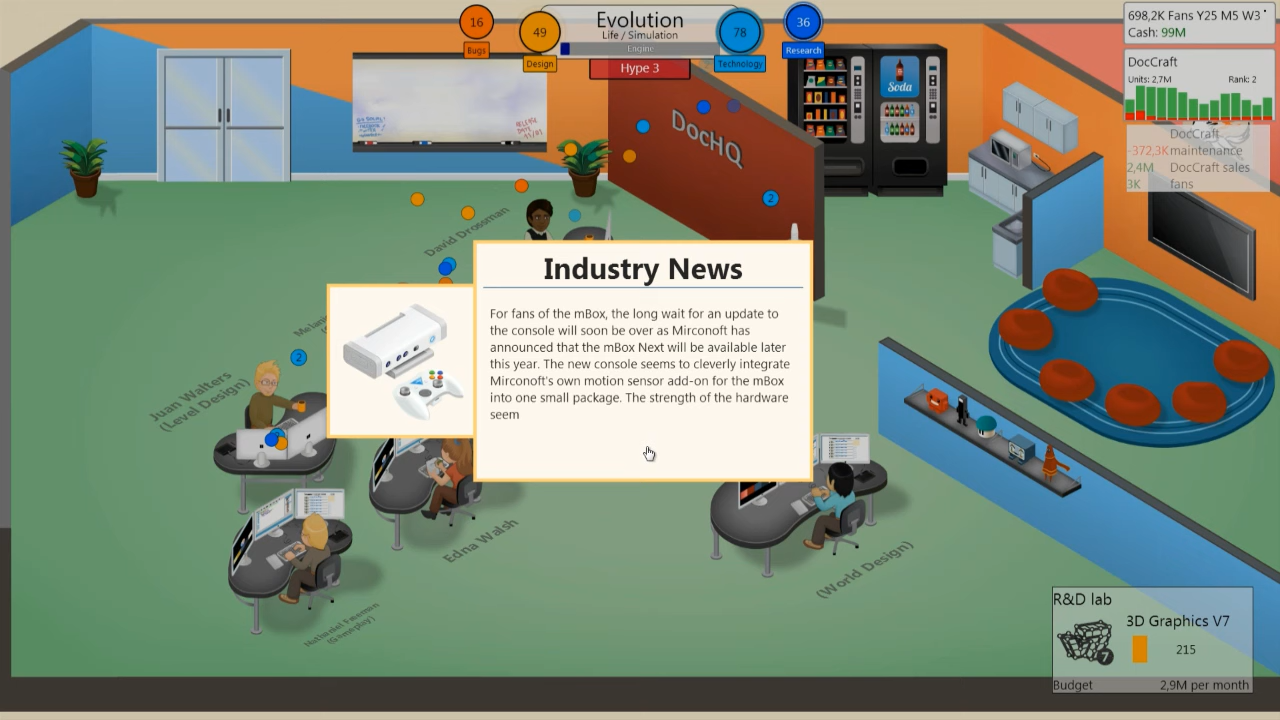 16
Bugs
49
Design
Evolution
Life / Simulation
Engine
Hype 3
78
Technology
36
Research
698,2K Fans Y25 M5 W3
Cash: 99M
DocCraft
Units: 2,7M Rank: 2
DocCraft
-372,3K maintenance
2,4M DocCraft sales
3K fans
Soda
DocHQ
RELEASE
DATE
2
David Drossman
2
Juan Walters
(Level Design)
Industry News
For fans of the mBox, the long wait for an update to
the console will soon be over as Mirconoft has
announced that the mBox Next will be available later
this year. The new console seems to cleverly integrate
Mirconoft's own motion sensor add-on for the mBox
into one small package. The strength of the hardware
seem
Edna Walsh
(World Design)
Nathaniel Freeman
(Gameplay)
R&D lab
3D Graphics V7
7
215
Budget 2,9M per month